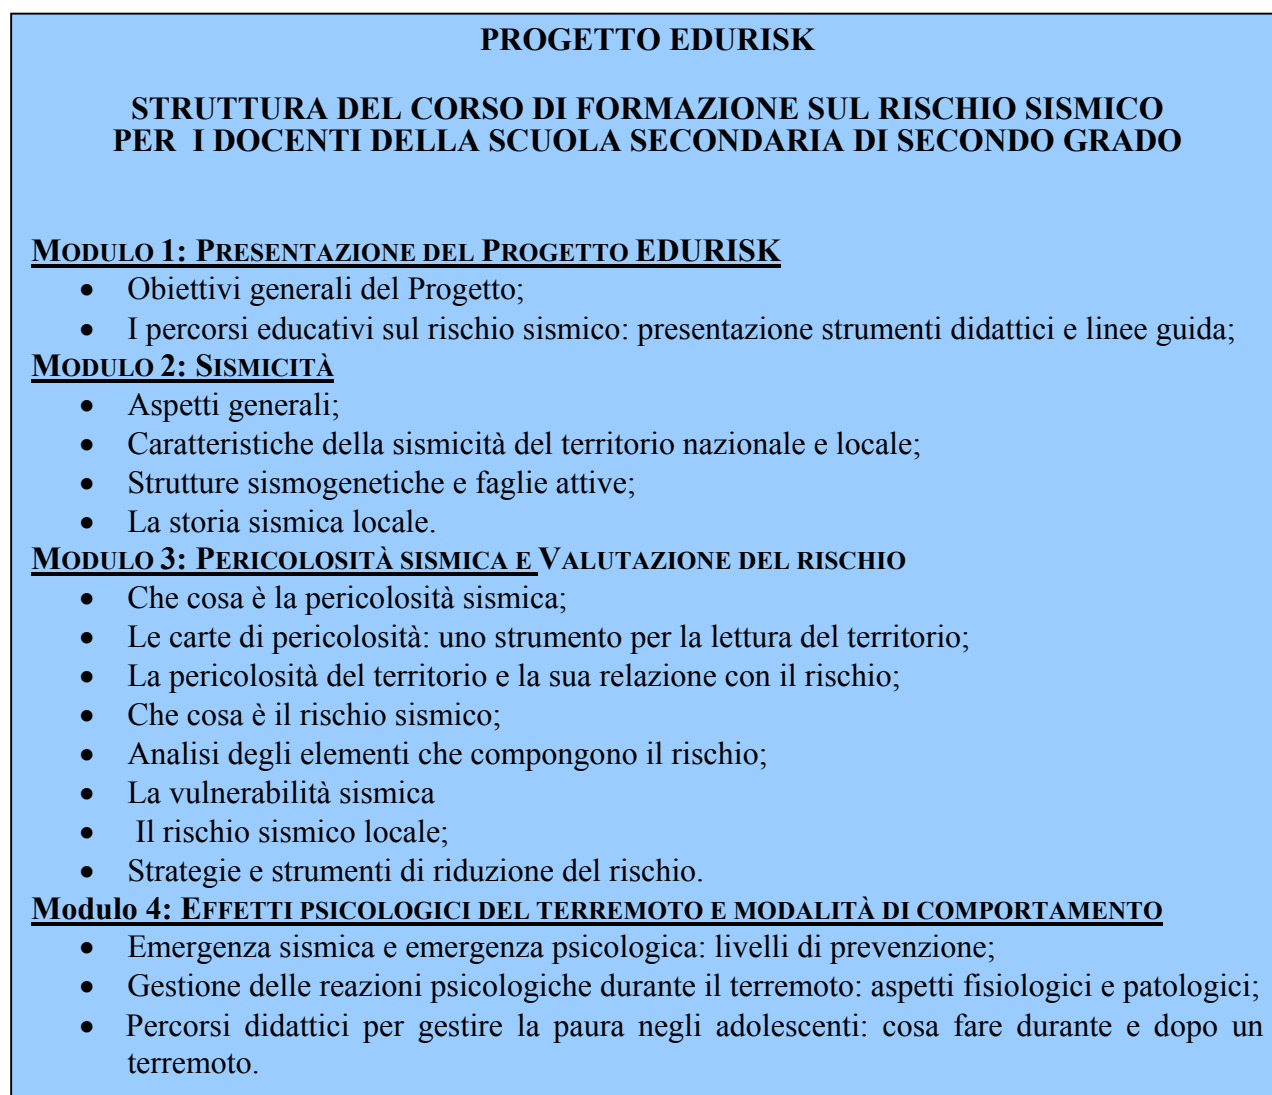 PROGETTO EDURISK
STRUTTURA DEL CORSO DI FORMAZIONE SUL RISCHIO SISMICO
PER I DOCENTI DELLA SCUOLA SECONDARIA DI SECONDO GRADO
MODULO 1: PRESENTAZIONE DEL PROGETTO EDURISK
• Obiettivi generali del Progetto;
• I percorsi educativi sul rischio sismico: presentazione strumenti didattici e linee guida;
MODULO 2: SISMICITÀ
• Aspetti generali;
• Caratteristiche della sismicità del territorio nazionale e locale;
• Strutture sismogenetiche e faglie attive;
• La storia sismica locale.
MODULO 3: PERICOLOSITÀ SISMICA E VALUTAZIONE DEL RISCHIO
• Che cosa è la pericolosità sismica;
• Le carte di pericolosità: uno strumento per la lettura del territorio;
• La pericolosità del territorio e la sua relazione con il rischio;
• Che cosa è il rischio sismico;
• Analisi degli elementi che compongono il rischio;
• La vulnerabilità sismica
• Il rischio sismico locale;
• Strategie e strumenti di riduzione del rischio.
Modulo 4: EFFETTI PSICOLOGICI DEL TERREMOTO E MODALITÀ DI COMPORTAMENTO
• Emergenza sismica e emergenza psicologica: livelli di prevenzione;
• Gestione delle reazioni psicologiche durante il terremoto: aspetti fisiologici e patologici;
• Percorsi didattici per gestire la paura negli adolescenti: cosa fare durante e dopo un
terremoto.